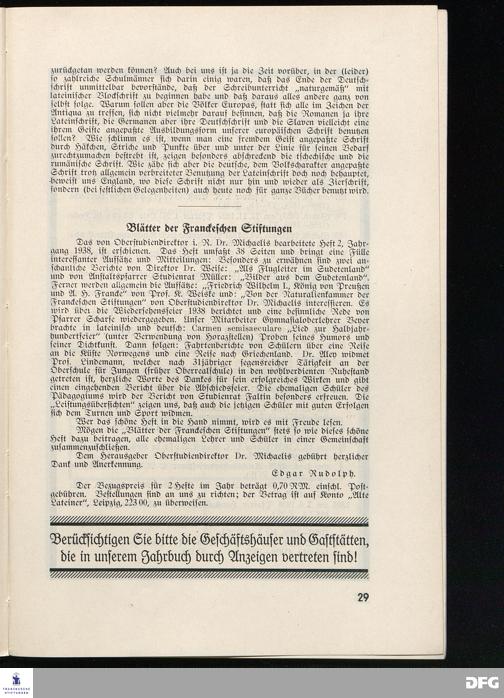 zurückgetan werden können? Auch bei uns ist ja die Zeit vorüber, in der (leider)
so zahlreiche Schulmänner sich darin einig waren, daß das Ende der Deutsch-
schrift unmittelbar bevorstände, daß der Schreibunterricht „naturgemäß“ mit
lateinischer Blockschrift zu beginnen habe und daß daraus alles andere ganz von
selbst folge. Warum sollen aber die Völker Europas, statt sich alle im Zeichen der
Antiqua zu treffen, sich nicht vielmehr darauf besinnen, daß die Romanen ja ihre
Lateinschrift, die Germanen aber ihre Deutschschrift und die Slaven vielleicht eine
ihrem Geiste angepaßte Ausbildungsform unserer europäischen Schrift benutzen
sollen? Wie schlimm es ist, wenn man eine fremdem Geist angepaßte Schrift
durch Häkchen, Striche und Punkte über und unter der Linie für seinen Bedarf
zurechtzumachen bestrebt ist, zeigen besonders abschreckend die tschechische und die
rumänische Schrift. Wie zähe sich aber die deutsche, dem Volkscharakter angepaßte
Schrift trotz allgemein verbreiteter Benutzung der Lateinschrift doch noch behauptet,
beweist uns England, wo diese Schrift nicht nur hin und wieder als Zierschrift,
sondern (bei festlichen Gelegenheiten) auch heute noch für ganze Bücher benutzt wird.
Blätter der Franckeschen Stiftungen
Das von Oberstudiendirektor i. R. Dr. Michaelis bearbeitete Heft 2, Jahr-
gang 1938, ist erschienen. Das Heft umfaßt 38 Seiten und bringt eine Fülle
interessanter Aufsätze und Mitteilungen: Besonders zu erwähnen sind zwei an-
schauliche Berichte von Direktor Dr. Weise: „Als Flugleiter im Sudetenland“
und von Anstaltspfarrer Studienrat Müller: „Bilder aus dem Sudetenland“.
Ferner werden allgemein die Aufsätze: „Friedrich Wilhelm I., König von Preußen
und A. H. Francke“ von Prof. K. Weiske und: „Von der Naturalienkammer der
Franckeschen Stiftungen“ von Oberstudiendirektor Dr. Michaelis interessieren. Es
wird über die Wiedersehensfeier 1938 berichtet und eine besinnliche Rede von
Pfarrer Scharfe wiedergegeben. Unser Mitarbeiter Gymnasialoberlehrer Beyer
brachte in lateinisch und deutsch: Carmen semisaeculare „Lied zur Halbjahr-
hundertfeier“ (unter Verwendung von Horazstellen) Proben seines Humors und
seiner Dichtkunst. Dann folgen: Fahrtenberichte von Schülern über eine Reise
an die Küste Norwegens und eine Reise nach Griechenland. Dr. Aley widmet
Prof. Lindemann, welcher nach 31jähriger segensreicher Tätigkeit an der
Oberschule für Jungen (früher Oberrealschule) in den wohlverdienten Ruhestand
getreten ist, herzliche Worte des Dankes für sein erfolgreiches Wirken und gibt
einen eingehenden Bericht über die Abschiedsfeier. Die ehemaligen Schüler des
Pädagogiums wird der Bericht von Studienrat Faltin besonders erfreuen. Die
„Leistungsübersichten“ zeigen uns, daß auch die jetzigen Schüler mit guten Erfolgen
sich dem Turnen und Sport widmen.
Wer das schöne Heft in die Hand nimmt, wird es mit Freude lesen.
Mögen die „Blätter der Franckeschen Stiftungen“ stets so wie dieses schöne
Heft dazu beitragen, alle ehemaligen Lehrer und Schüler in einer Gemeinschaft
zusammenzuschließen.
Dem Herausgeber Oberstudiendirektor Dr. Michaelis gebührt herzlicher
Dank und Anerkennung.
Edgar Rudolph.
Der Bezugspreis für 2 Hefte im Jahr beträgt 0,70 RM. einschl. Post-
gebühren. Bestellungen sind an uns zu richten; der Betrag ist auf Konto „Alte
Lateiner“, Leipzig, 223 00, zu überweisen.
Berücksichtigen Sie bitte die Geschäftshäuser und Gaststätten,
die in unserem Jahrbuch durch Anzeigen vertreten sind!
29
FRANCKESCHE
STIFTUNGEN
DFG